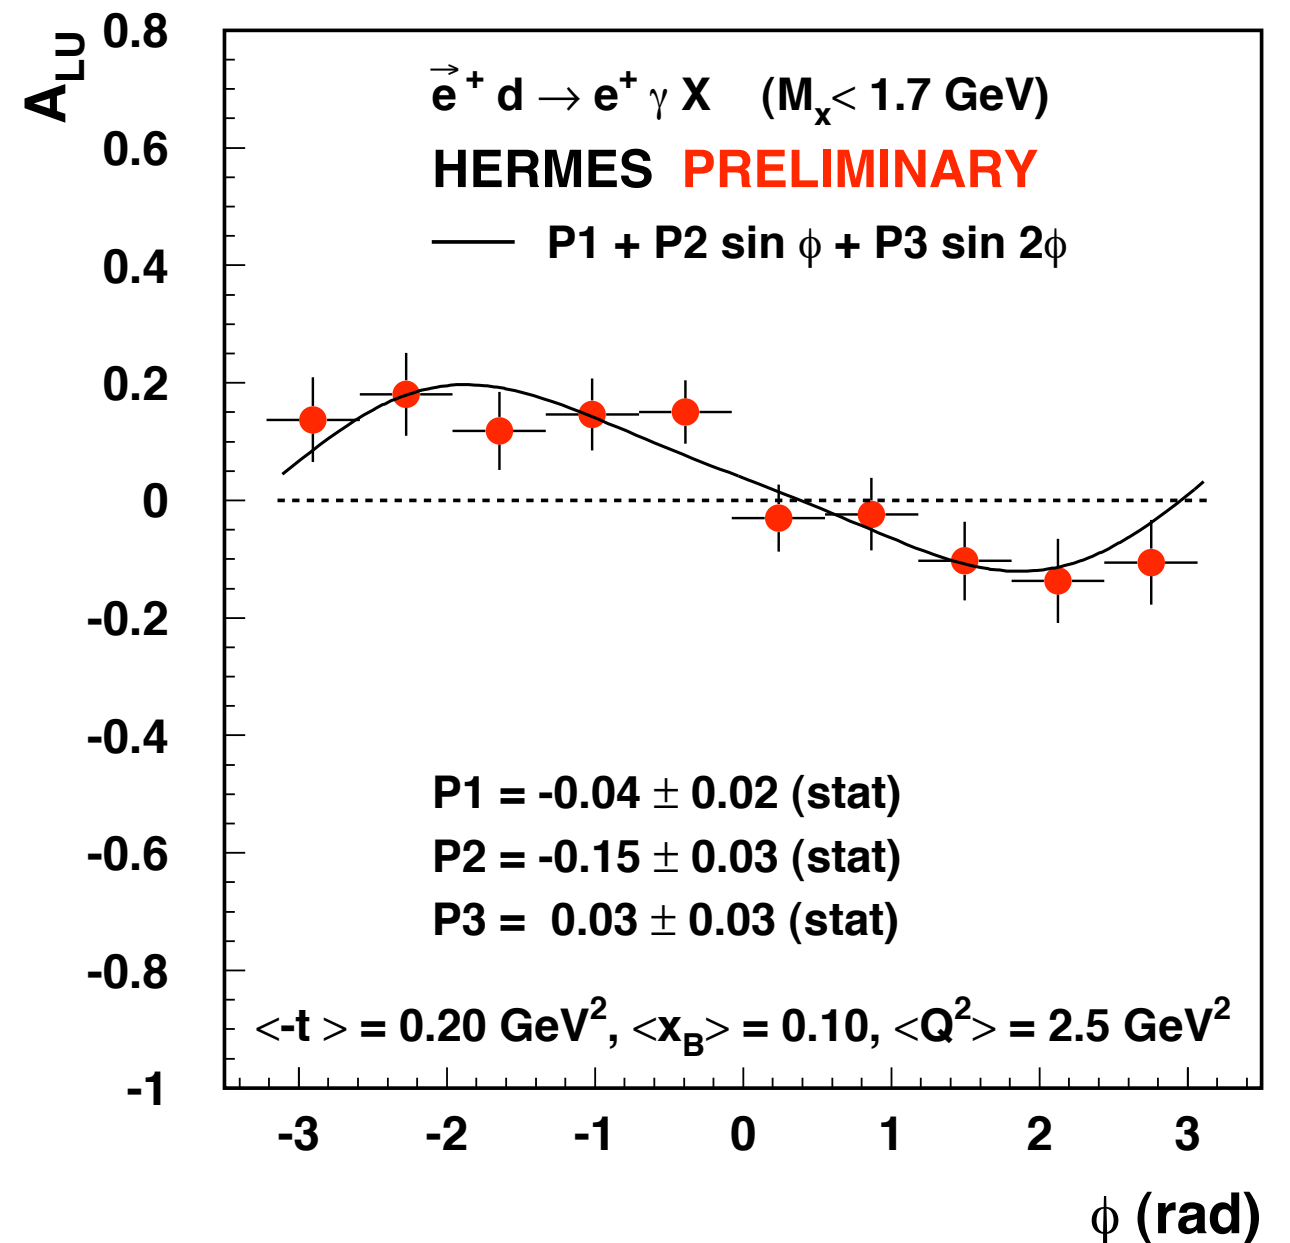 A_LU
0.8
0.6
0.4
0.2
0
-0.2
-0.4
-0.6
-0.8
-1
e⃗⁺ d → e⁺ γ X (Mₓ< 1.7 GeV)
HERMES PRELIMINARY
P1 + P2 sin ϕ + P3 sin 2ϕ
P1 = -0.04 ± 0.02 (stat)
P2 = -0.15 ± 0.03 (stat)
P3 = 0.03 ± 0.03 (stat)
<-t > = 0.20 GeV², <x_B> = 0.10, <Q²> = 2.5 GeV²
-3 -2 -1 0 1 2 3
ϕ (rad)